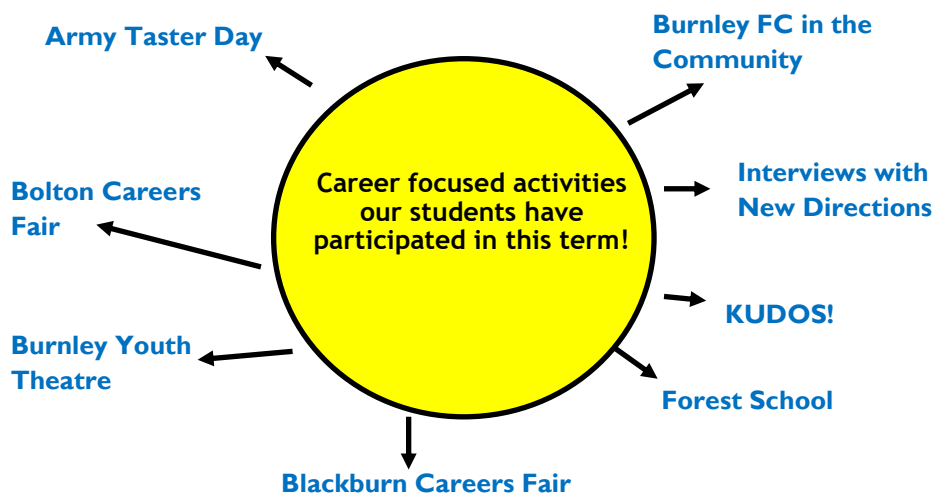 Army Taster Day
Burnley FC in the
Community
Career focused activities
our students have
participated in this term!
Bolton Careers
Fair
Interviews with
New Directions
KUDOS!
Burnley Youth
Theatre
Forest School
Blackburn Careers Fair